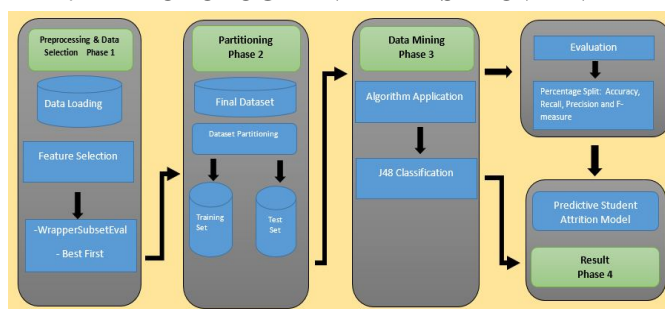 Preprocessing & Data
Selection Phase 1
Data Loading
Feature Selection
-WrapperSubsetEval
- Best First
Partitioning
Phase 2
Final Dataset
Dataset Partitioning
Training
Set
Test
Set
Data Mining
Phase 3
Algorithm Application
J48 Classification
Evaluation
Percentage Split: Accuracy,
Recall, Precision and F-
measure
Predictive Student
Attrition Model
Result
Phase 4